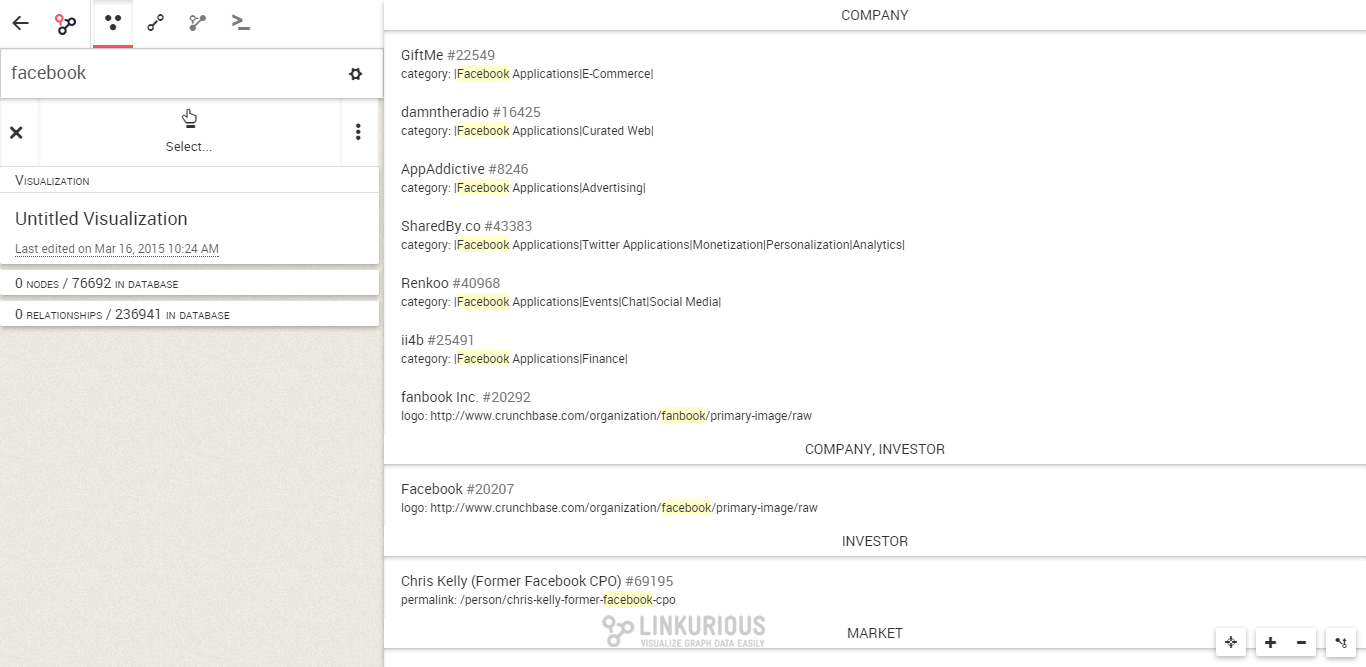 facebook
Select...
Visualization
Untitled Visualization
Last edited on Mar 16, 2015 10:24 AM
0 nodes / 76692 in database
0 relationships / 236941 in database
COMPANY
GiftMe #22549
category: |Facebook Applications|E-Commerce|
damntheradio #16425
category: |Facebook Applications|Curated Web|
AppAddictive #8246
category: |Facebook Applications|Advertising|
SharedBy.co #43383
category: |Facebook Applications|Twitter Applications|Monetization|Personalization|Analytics|
Renkoo #40968
category: |Facebook Applications|Events|Chat|Social Media|
ii4b #25491
category: |Facebook Applications|Finance|
fanbook Inc. #20292
logo: http://www.crunchbase.com/organization/fanbook/primary-image/raw
COMPANY, INVESTOR
Facebook #20207
logo: http://www.crunchbase.com/organization/facebook/primary-image/raw
INVESTOR
Chris Kelly (Former Facebook CPO) #69195
permalink: /person/chris-kelly-former-facebook-cpo
LINKURIOUS
VISUALIZE GRAPH DATA EASILY
MARKET